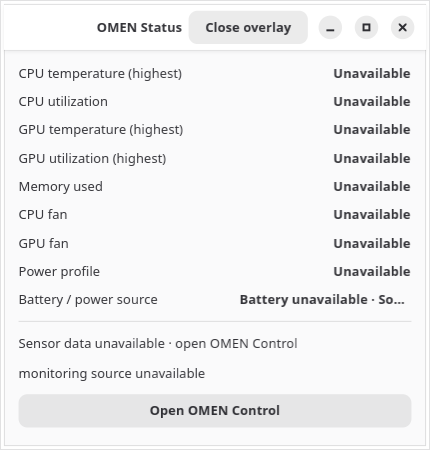 OMEN Status Close overlay
CPU temperature (highest) Unavailable
CPU utilization Unavailable
GPU temperature (highest) Unavailable
GPU utilization (highest) Unavailable
Memory used Unavailable
CPU fan Unavailable
GPU fan Unavailable
Power profile Unavailable
Battery / power source Battery unavailable · So...
Sensor data unavailable · open OMEN Control
monitoring source unavailable
Open OMEN Control